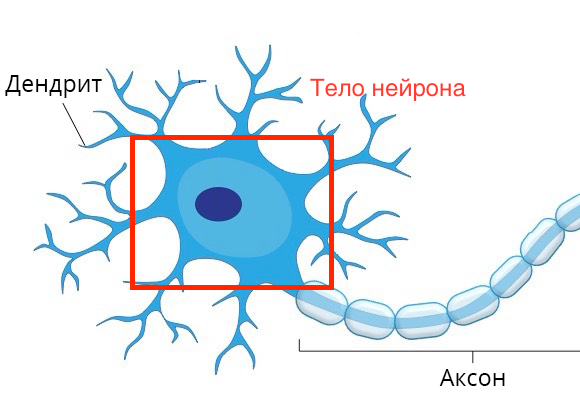 Дендрит
Тело нейрона
Аксон